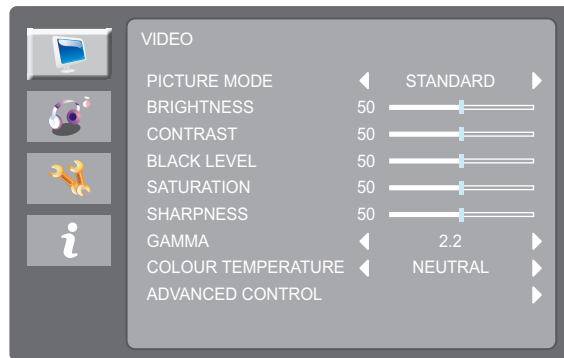 VIDEO
PICTURE MODE STANDARD
BRIGHTNESS 50
CONTRAST 50
BLACK LEVEL 50
SATURATION 50
SHARPNESS 50
GAMMA 2.2
COLOUR TEMPERATURE NEUTRAL
ADVANCED CONTROL
i